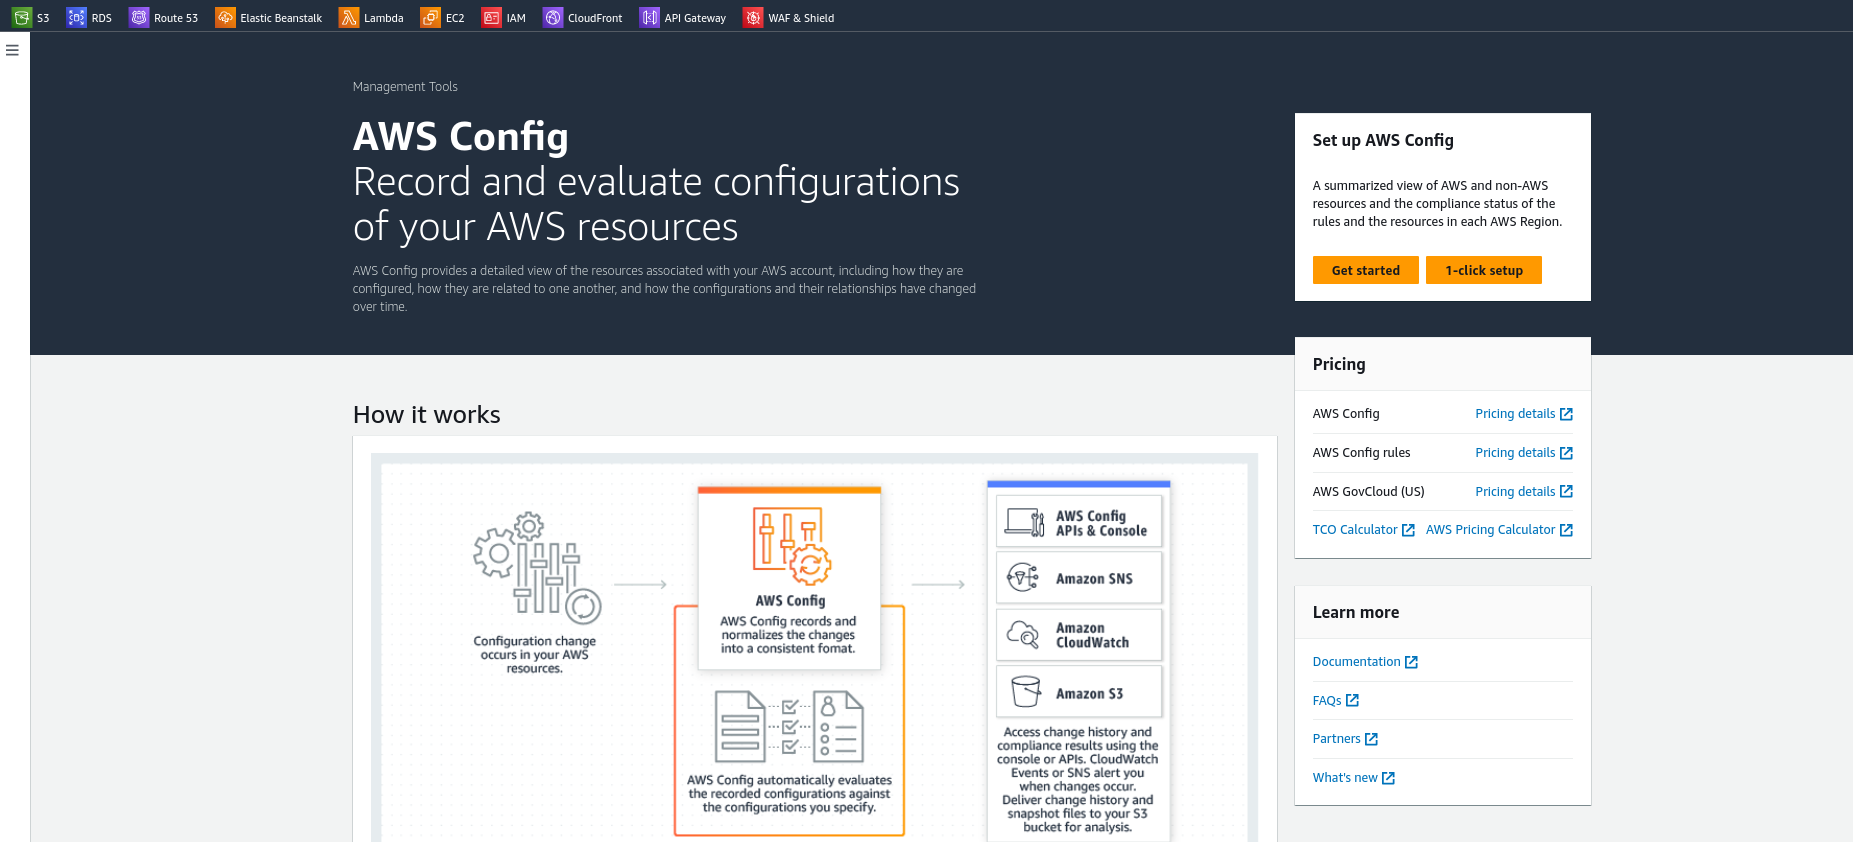 S3 RDS Route 53 Elastic Beanstalk Lambda EC2 IAM CloudFront API Gateway WAF & Shield
Management Tools
AWS Config
Record and evaluate configurations
of your AWS resources
AWS Config provides a detailed view of the resources associated with your AWS account, including how they are
configured, how they are related to one another, and how the configurations and their relationships have changed
over time.
Set up AWS Config
A summarized view of AWS and non-AWS
resources and the compliance status of the
rules and the resources in each AWS Region.
Get started 1-click setup
Pricing
AWS Config Pricing details
AWS Config rules Pricing details
AWS GovCloud (US) Pricing details
TCO Calculator AWS Pricing Calculator
Learn more
Documentation
FAQs
Partners
What's new
How it works
Configuration change
occurs in your AWS
resources.
AWS Config
AWS Config records and
normalizes the changes
into a consistent fomat.
AWS Config automatically evaluates
the recorded configurations against
the configurations you specify.
AWS Config
APIs & Console
Amazon SNS
Amazon
CloudWatch
Amazon S3
Access change history and
compliance results using the
console or APIs. CloudWatch
Events or SNS alert you
when changes occur.
Deliver change history and
snapshot files to your S3
bucket for analysis.